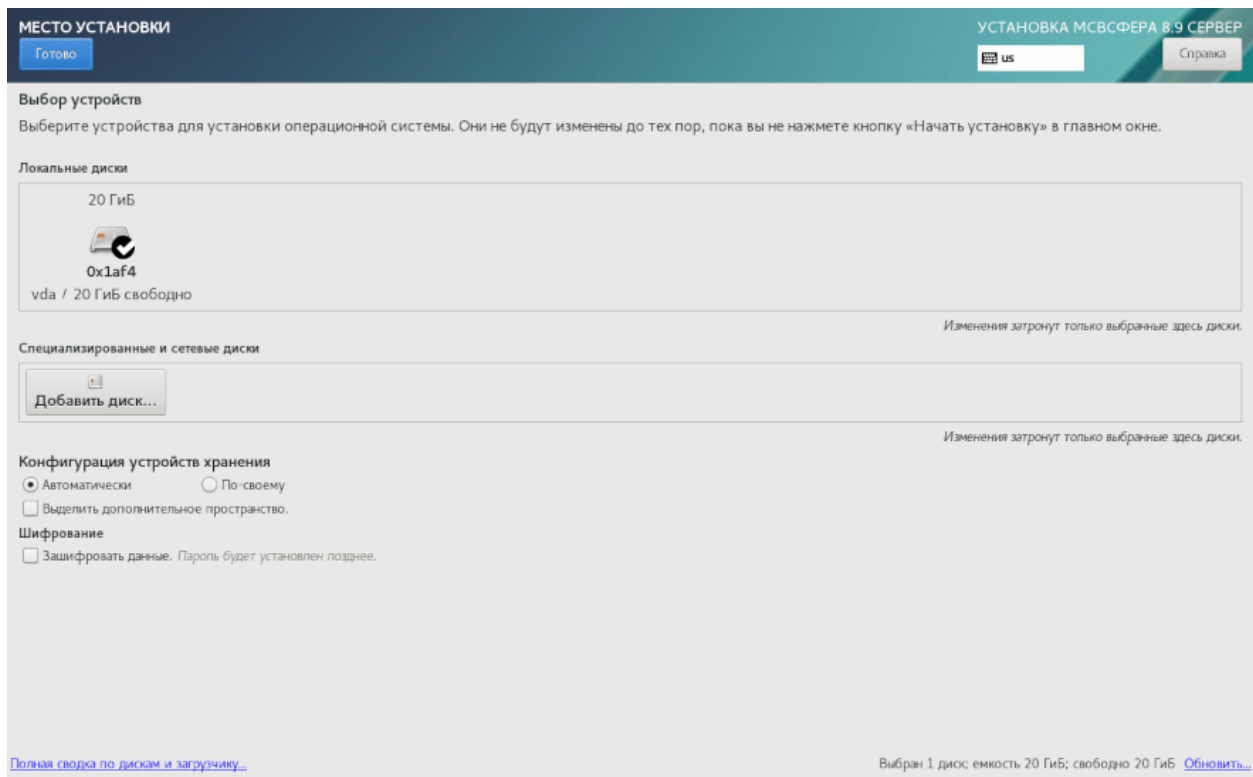 МЕСТО УСТАНОВКИ
УСТАНОВКА МСВСФЕРА 8.9 СЕРВЕР
Готово
us
Справка
Выбор устройств
Выберите устройства для установки операционной системы. Они не будут изменены до тех пор, пока вы не нажмете кнопку «Начать установку» в главном окне.
Локальные диски
20 ГиБ
0x1af4
vda / 20 ГиБ свободно
Изменения затронут только выбранные здесь диски.
Специализированные и сетевые диски
Добавить диск...
Изменения затронут только выбранные здесь диски.
Конфигурация устройств хранения
Автоматически По-своему
Выделить дополнительное пространство.
Шифрование
Зашифровать данные. Пароль будет установлен позднее.
Полная сводка по дискам и загрузчику... Выбран 1 диск; емкость 20 ГиБ; свободно 20 ГиБ Обновить...